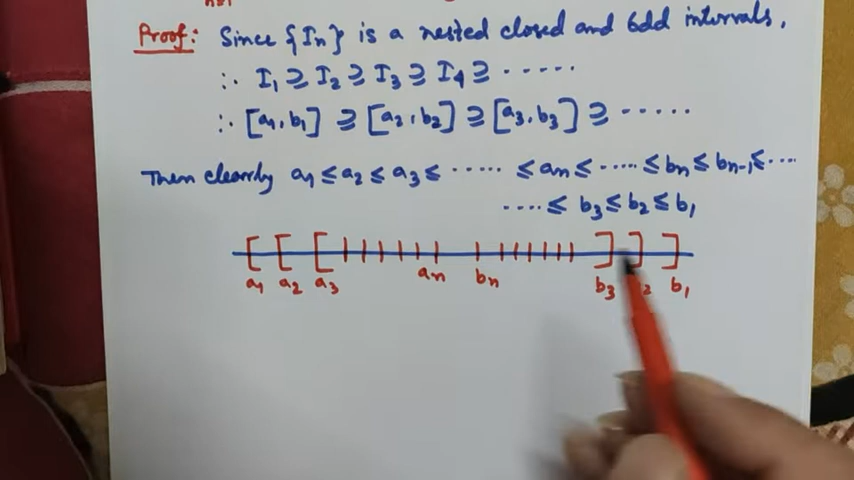 Proof: Since {In} is a nested closed and bdd intervals,
∴ I1 ⊇ I2 ⊇ I3 ⊇ I4 ⊇ ......
∴ [a1, b1] ⊇ [a2, b2] ⊇ [a3, b3] ⊇ ......
Then clearly a1 ≤ a2 ≤ a3 ≤ ...... ≤ an ≤ ..... ≤ bn ≤ bn-1 ≤ ....
.... ≤ b3 ≤ b2 ≤ b1
a1 a2 a3 an bn b3 2 b1